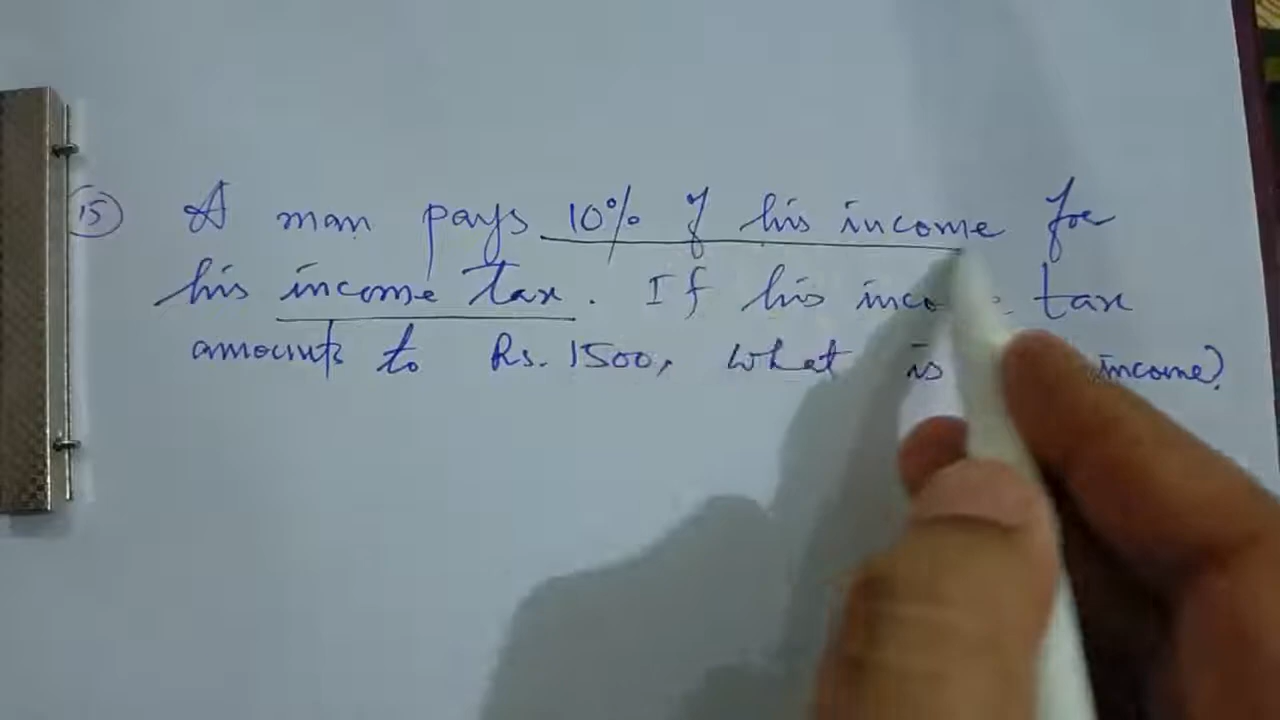 15 A man pays 10% of his income for
his income tax. If his tax
amounts to Rs. 1500, what is income?